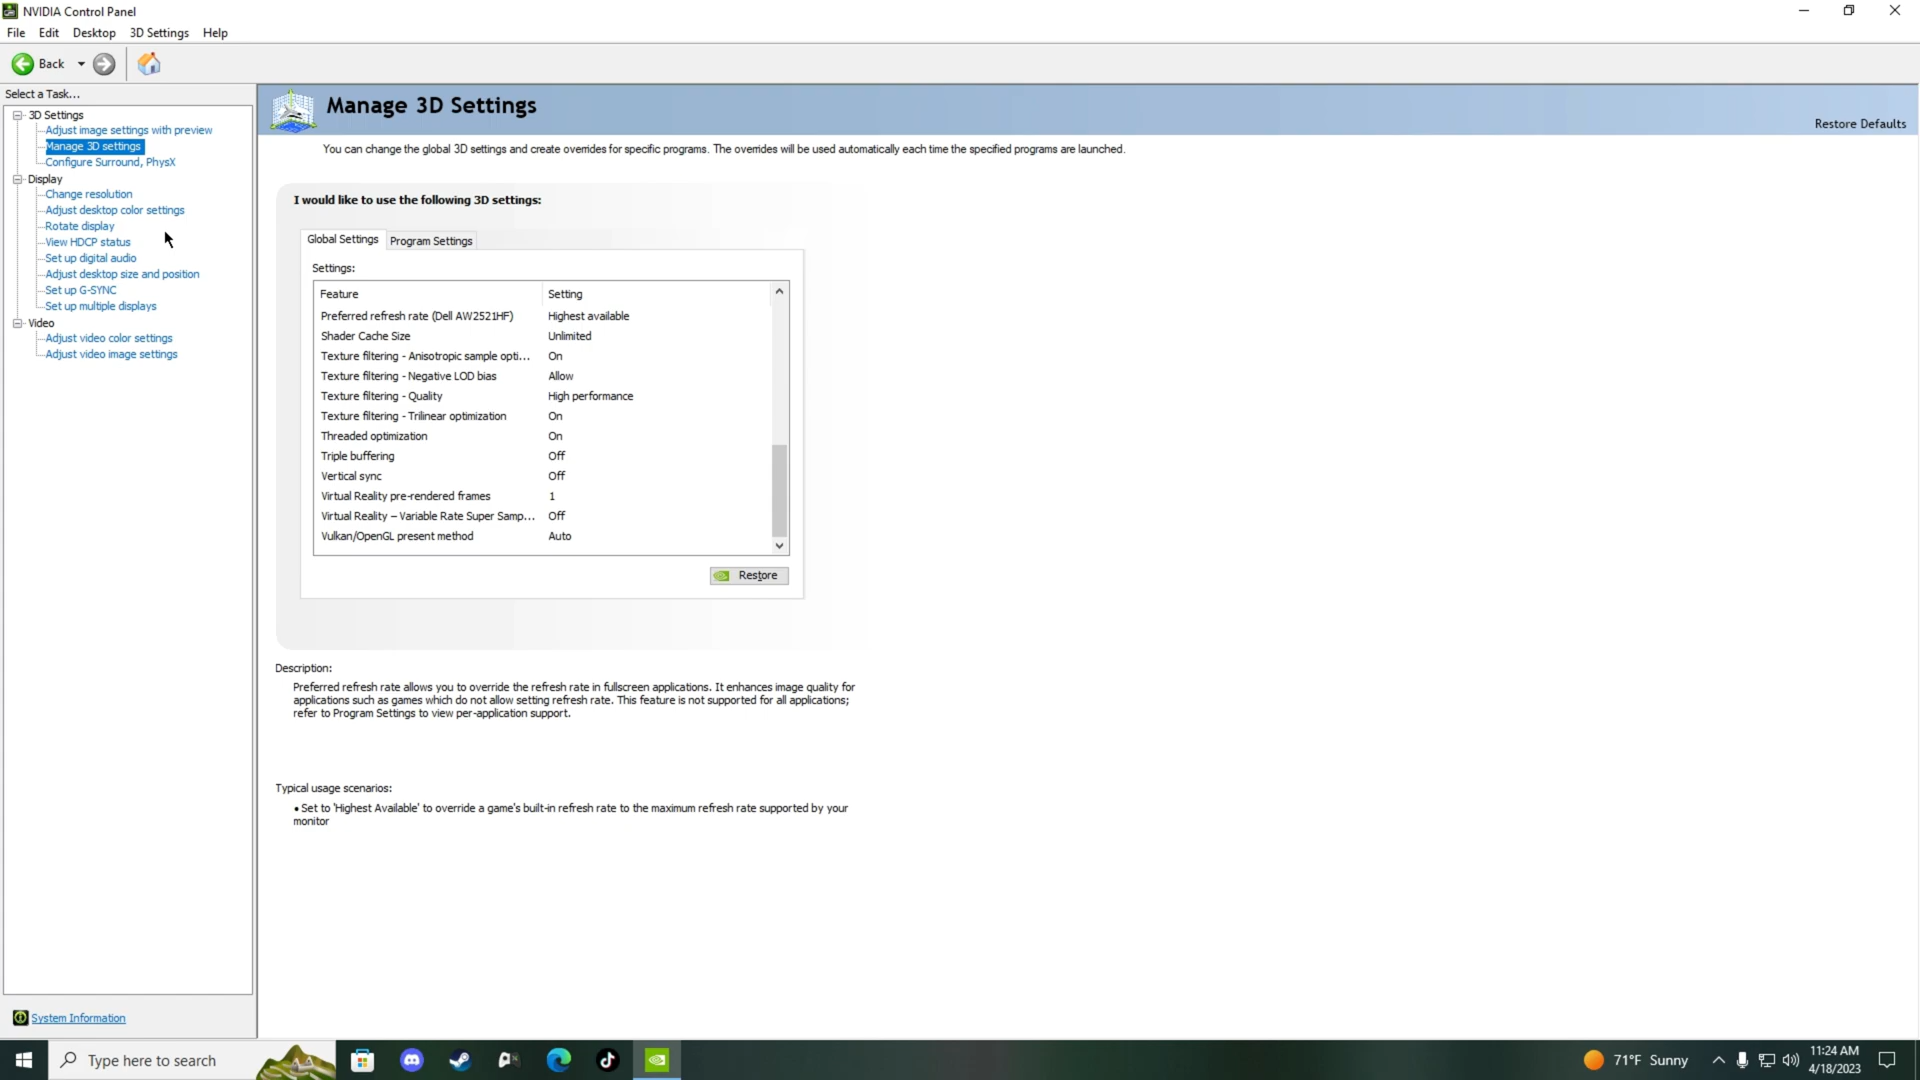 NVIDIA Control Panel
File Edit Desktop 3D Settings Help
Back
Select a Task...
3D Settings
Adjust image settings with preview
Manage 3D settings
Configure Surround, PhysX
Display
Change resolution
Adjust desktop color settings
Rotate display
View HDCP status
Set up digital audio
Adjust desktop size and position
Set up G-SYNC
Set up multiple displays
Video
Adjust video color settings
Adjust video image settings
System Information
Manage 3D Settings
Restore Defaults
You can change the global 3D settings and create overrides for specific programs. The overrides will be used automatically each time the specified programs are launched.
I would like to use the following 3D settings:
Global Settings Program Settings
Settings:
Feature Setting
Preferred refresh rate (Dell AW2521HF) Highest available
Shader Cache Size Unlimited
Texture filtering - Anisotropic sample opti... On
Texture filtering - Negative LOD bias Allow
Texture filtering - Quality High performance
Texture filtering - Trilinear optimization On
Threaded optimization On
Triple buffering Off
Vertical sync Off
Virtual Reality pre-rendered frames 1
Virtual Reality – Variable Rate Super Samp... Off
Vulkan/OpenGL present method Auto
Restore
Description:
Preferred refresh rate allows you to override the refresh rate in fullscreen applications. It enhances image quality for
applications such as games which do not allow setting refresh rate. This feature is not supported for all applications;
refer to Program Settings to view per-application support.
Typical usage scenarios:
• Set to 'Highest Available' to override a game's built-in refresh rate to the maximum refresh rate supported by your
monitor
Type here to search
71°F Sunny
11:24 AM
4/18/2023